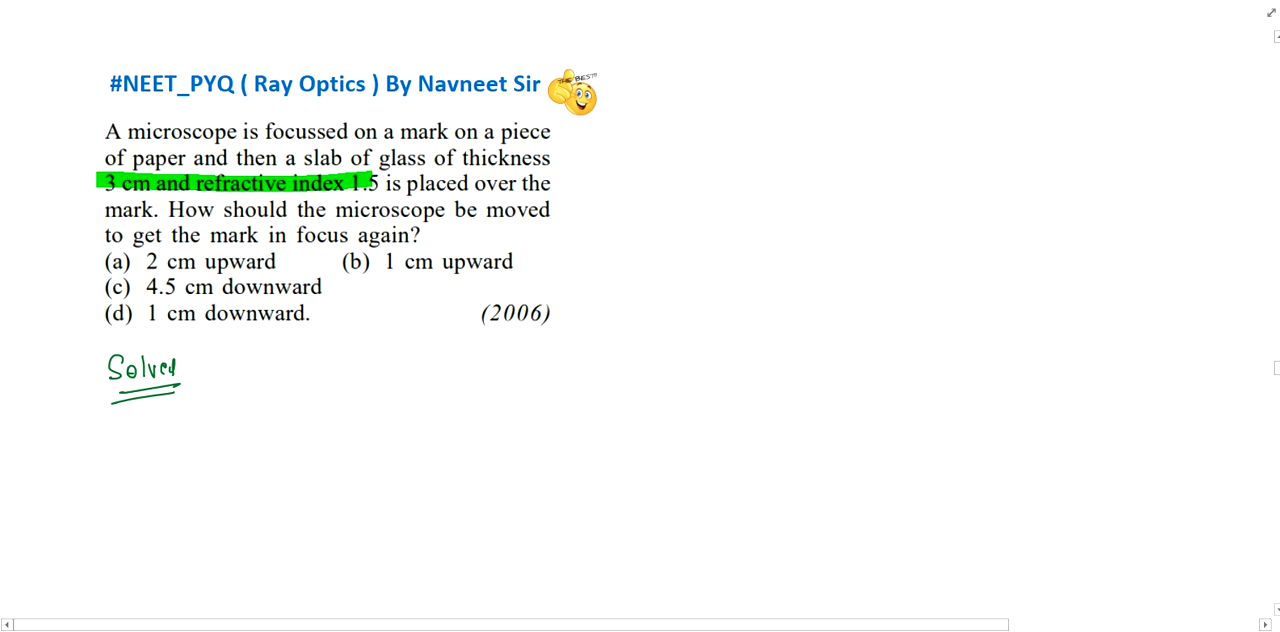 #NEET_PYQ ( Ray Optics ) By Navneet Sir
THE BEST!!!
A microscope is focussed on a mark on a piece
of paper and then a slab of glass of thickness
3 cm and refractive index 1.5 is placed over the
mark. How should the microscope be moved
to get the mark in focus again?
(a) 2 cm upward (b) 1 cm upward
(c) 4.5 cm downward
(d) 1 cm downward. (2006)
Solved